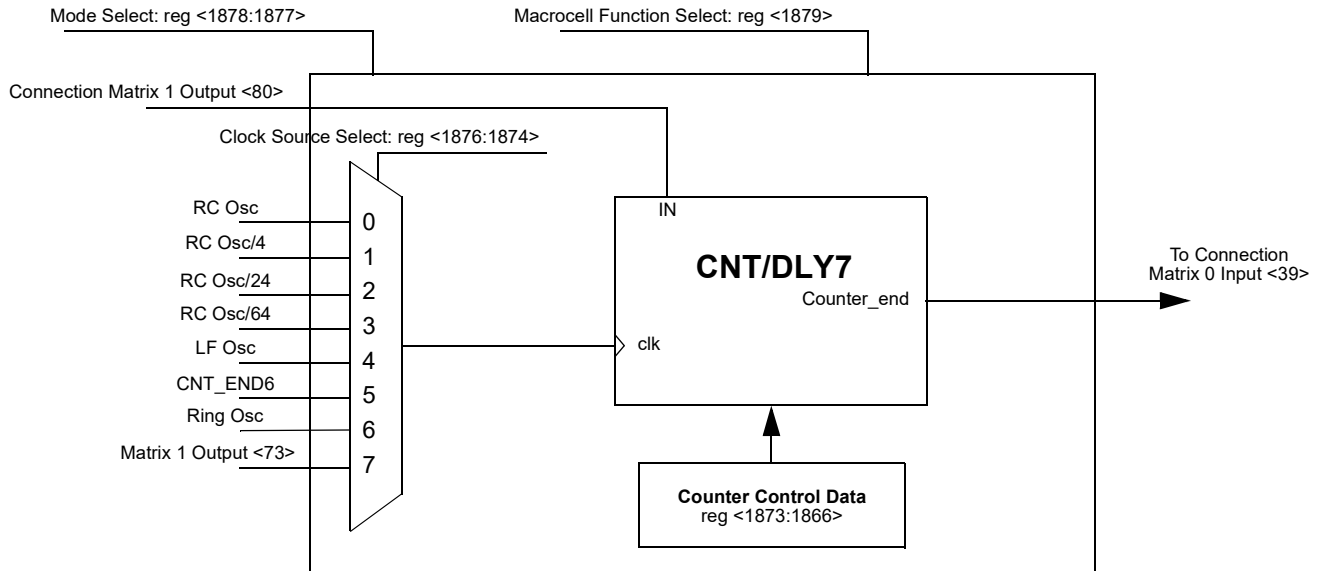 Mode Select: reg <1878:1877>
Macrocell Function Select: reg <1879>
Connection Matrix 1 Output <80>
Clock Source Select: reg <1876:1874>
RC Osc
0
RC Osc/4
1
RC Osc/24
2
RC Osc/64
3
LF Osc
4
CNT_END6
5
Ring Osc
6
Matrix 1 Output <73>
7
IN
CNT/DLY7
Counter_end
clk
To Connection
Matrix 0 Input <39>
Counter Control Data
reg <1873:1866>